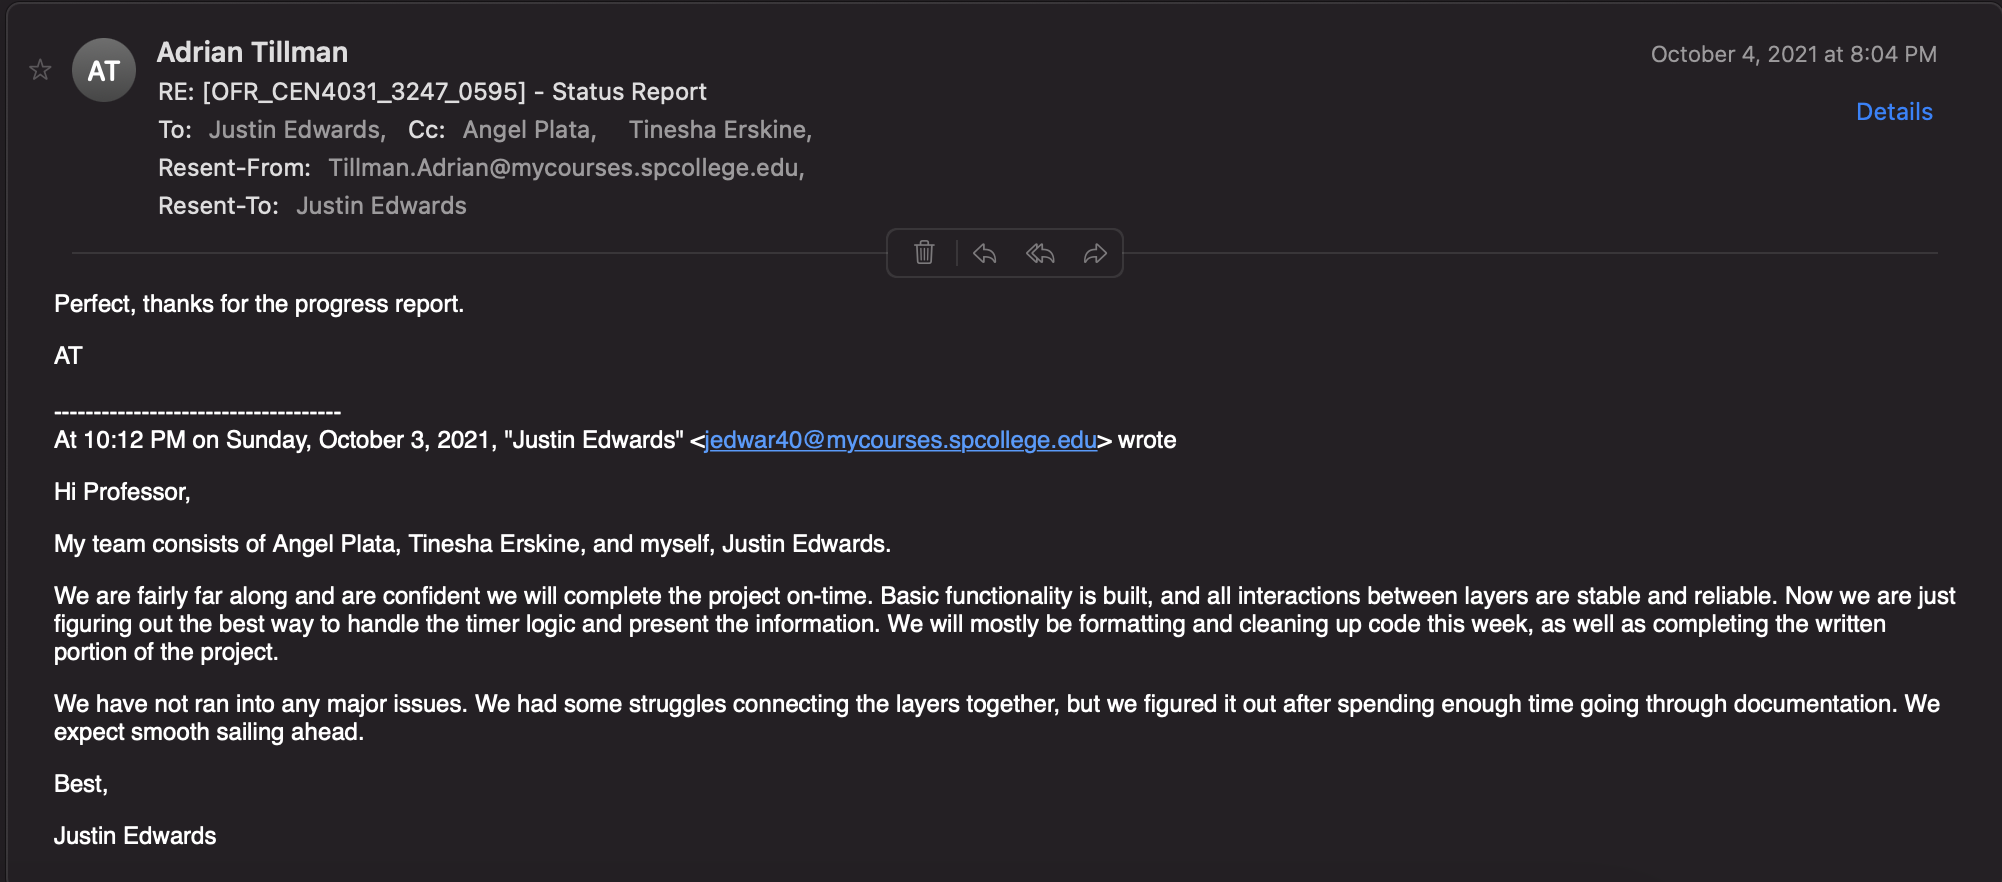 AT
Adrian Tillman
October 4, 2021 at 8:04 PM
RE: [OFR_CEN4031_3247_0595] - Status Report
Details
To: Justin Edwards, Cc: Angel Plata, Tinesha Erskine,
Resent-From: Tillman.Adrian@mycourses.spcollege.edu,
Resent-To: Justin Edwards
Perfect, thanks for the progress report.
AT
------------------------------------
At 10:12 PM on Sunday, October 3, 2021, "Justin Edwards" <jedwar40@mycourses.spcollege.edu> wrote
Hi Professor,
My team consists of Angel Plata, Tinesha Erskine, and myself, Justin Edwards.
We are fairly far along and are confident we will complete the project on-time. Basic functionality is built, and all interactions between layers are stable and reliable. Now we are just
figuring out the best way to handle the timer logic and present the information. We will mostly be formatting and cleaning up code this week, as well as completing the written
portion of the project.
We have not ran into any major issues. We had some struggles connecting the layers together, but we figured it out after spending enough time going through documentation. We
expect smooth sailing ahead.
Best,
Justin Edwards